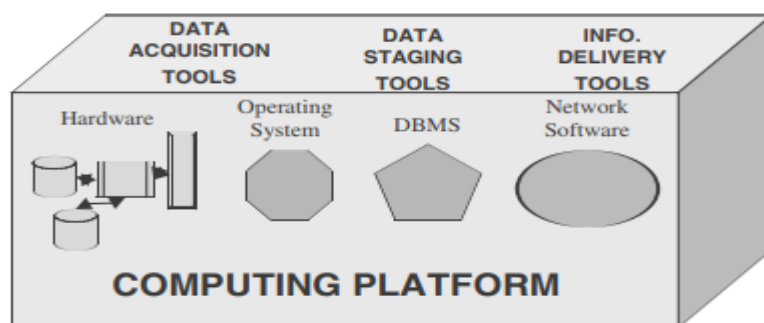 DATA
ACQUISITION
TOOLS
DATA
STAGING
TOOLS
INFO.
DELIVERY
TOOLS
Hardware
Operating
System
DBMS
Network
Software
COMPUTING PLATFORM